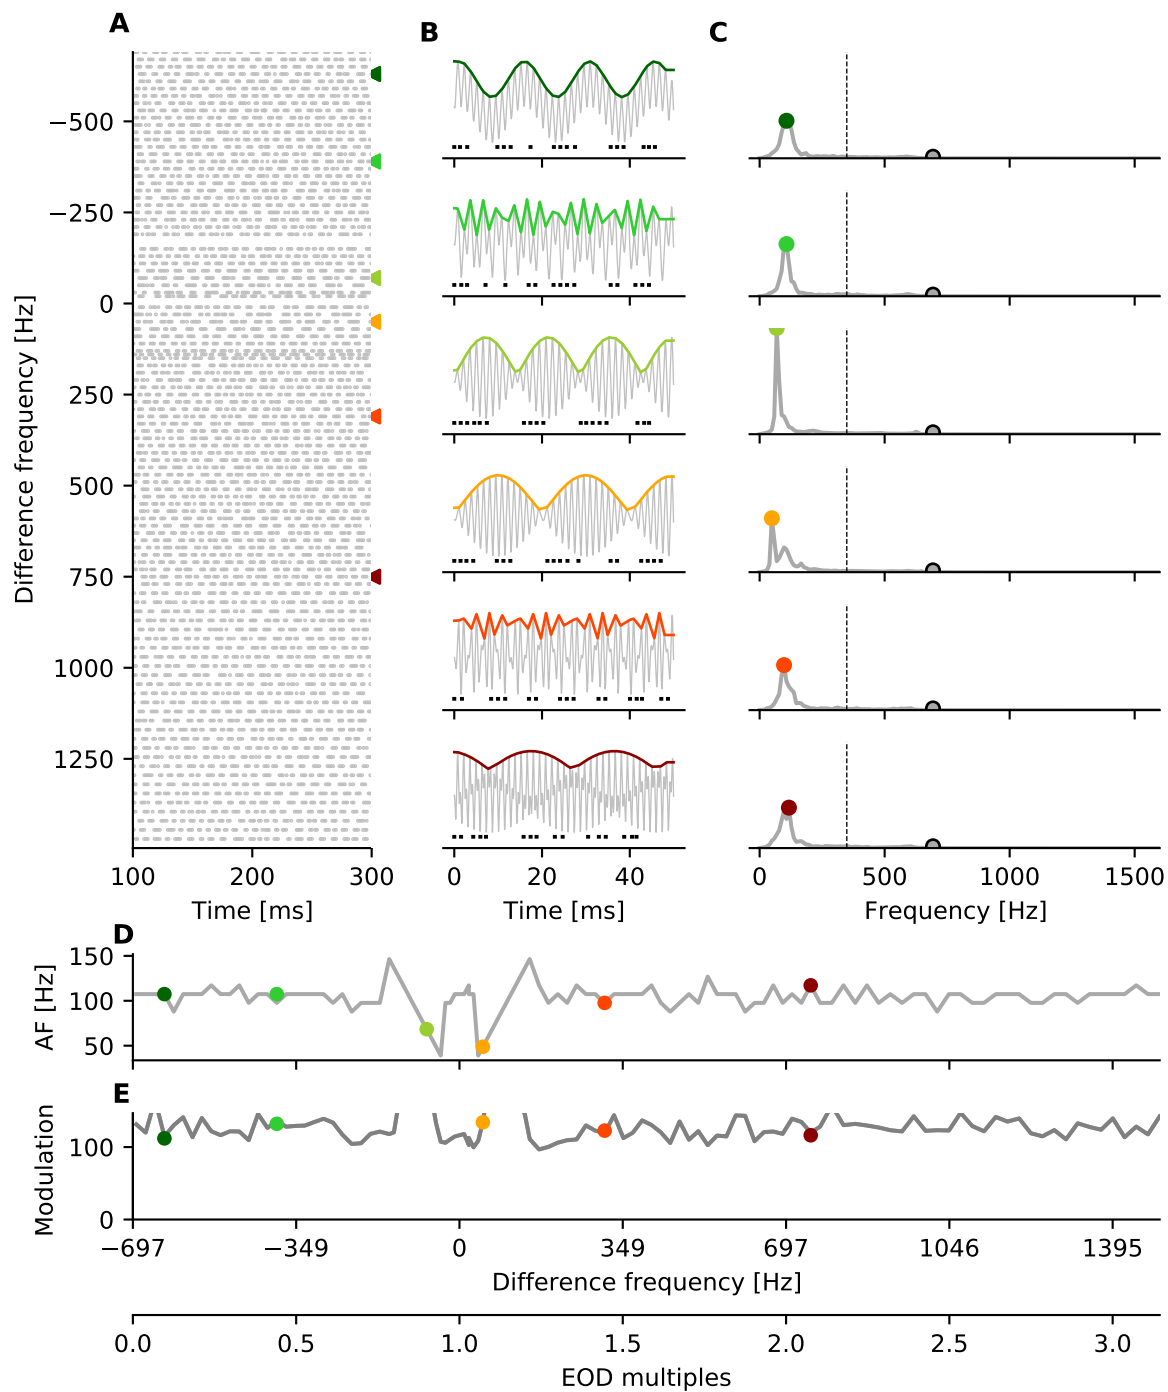 A
B
C
Difference frequency [Hz]
−500
−250
0
250
500
750
1000
1250
100
200
300
0
20
40
0
500
1000
1500
Time [ms]
Time [ms]
Frequency [Hz]
D
AF [Hz]
150
100
50
E
Modulation
100
0
−697
−349
0
349
697
1046
1395
Difference frequency [Hz]
0.0
0.5
1.0
1.5
2.0
2.5
3.0
EOD multiples